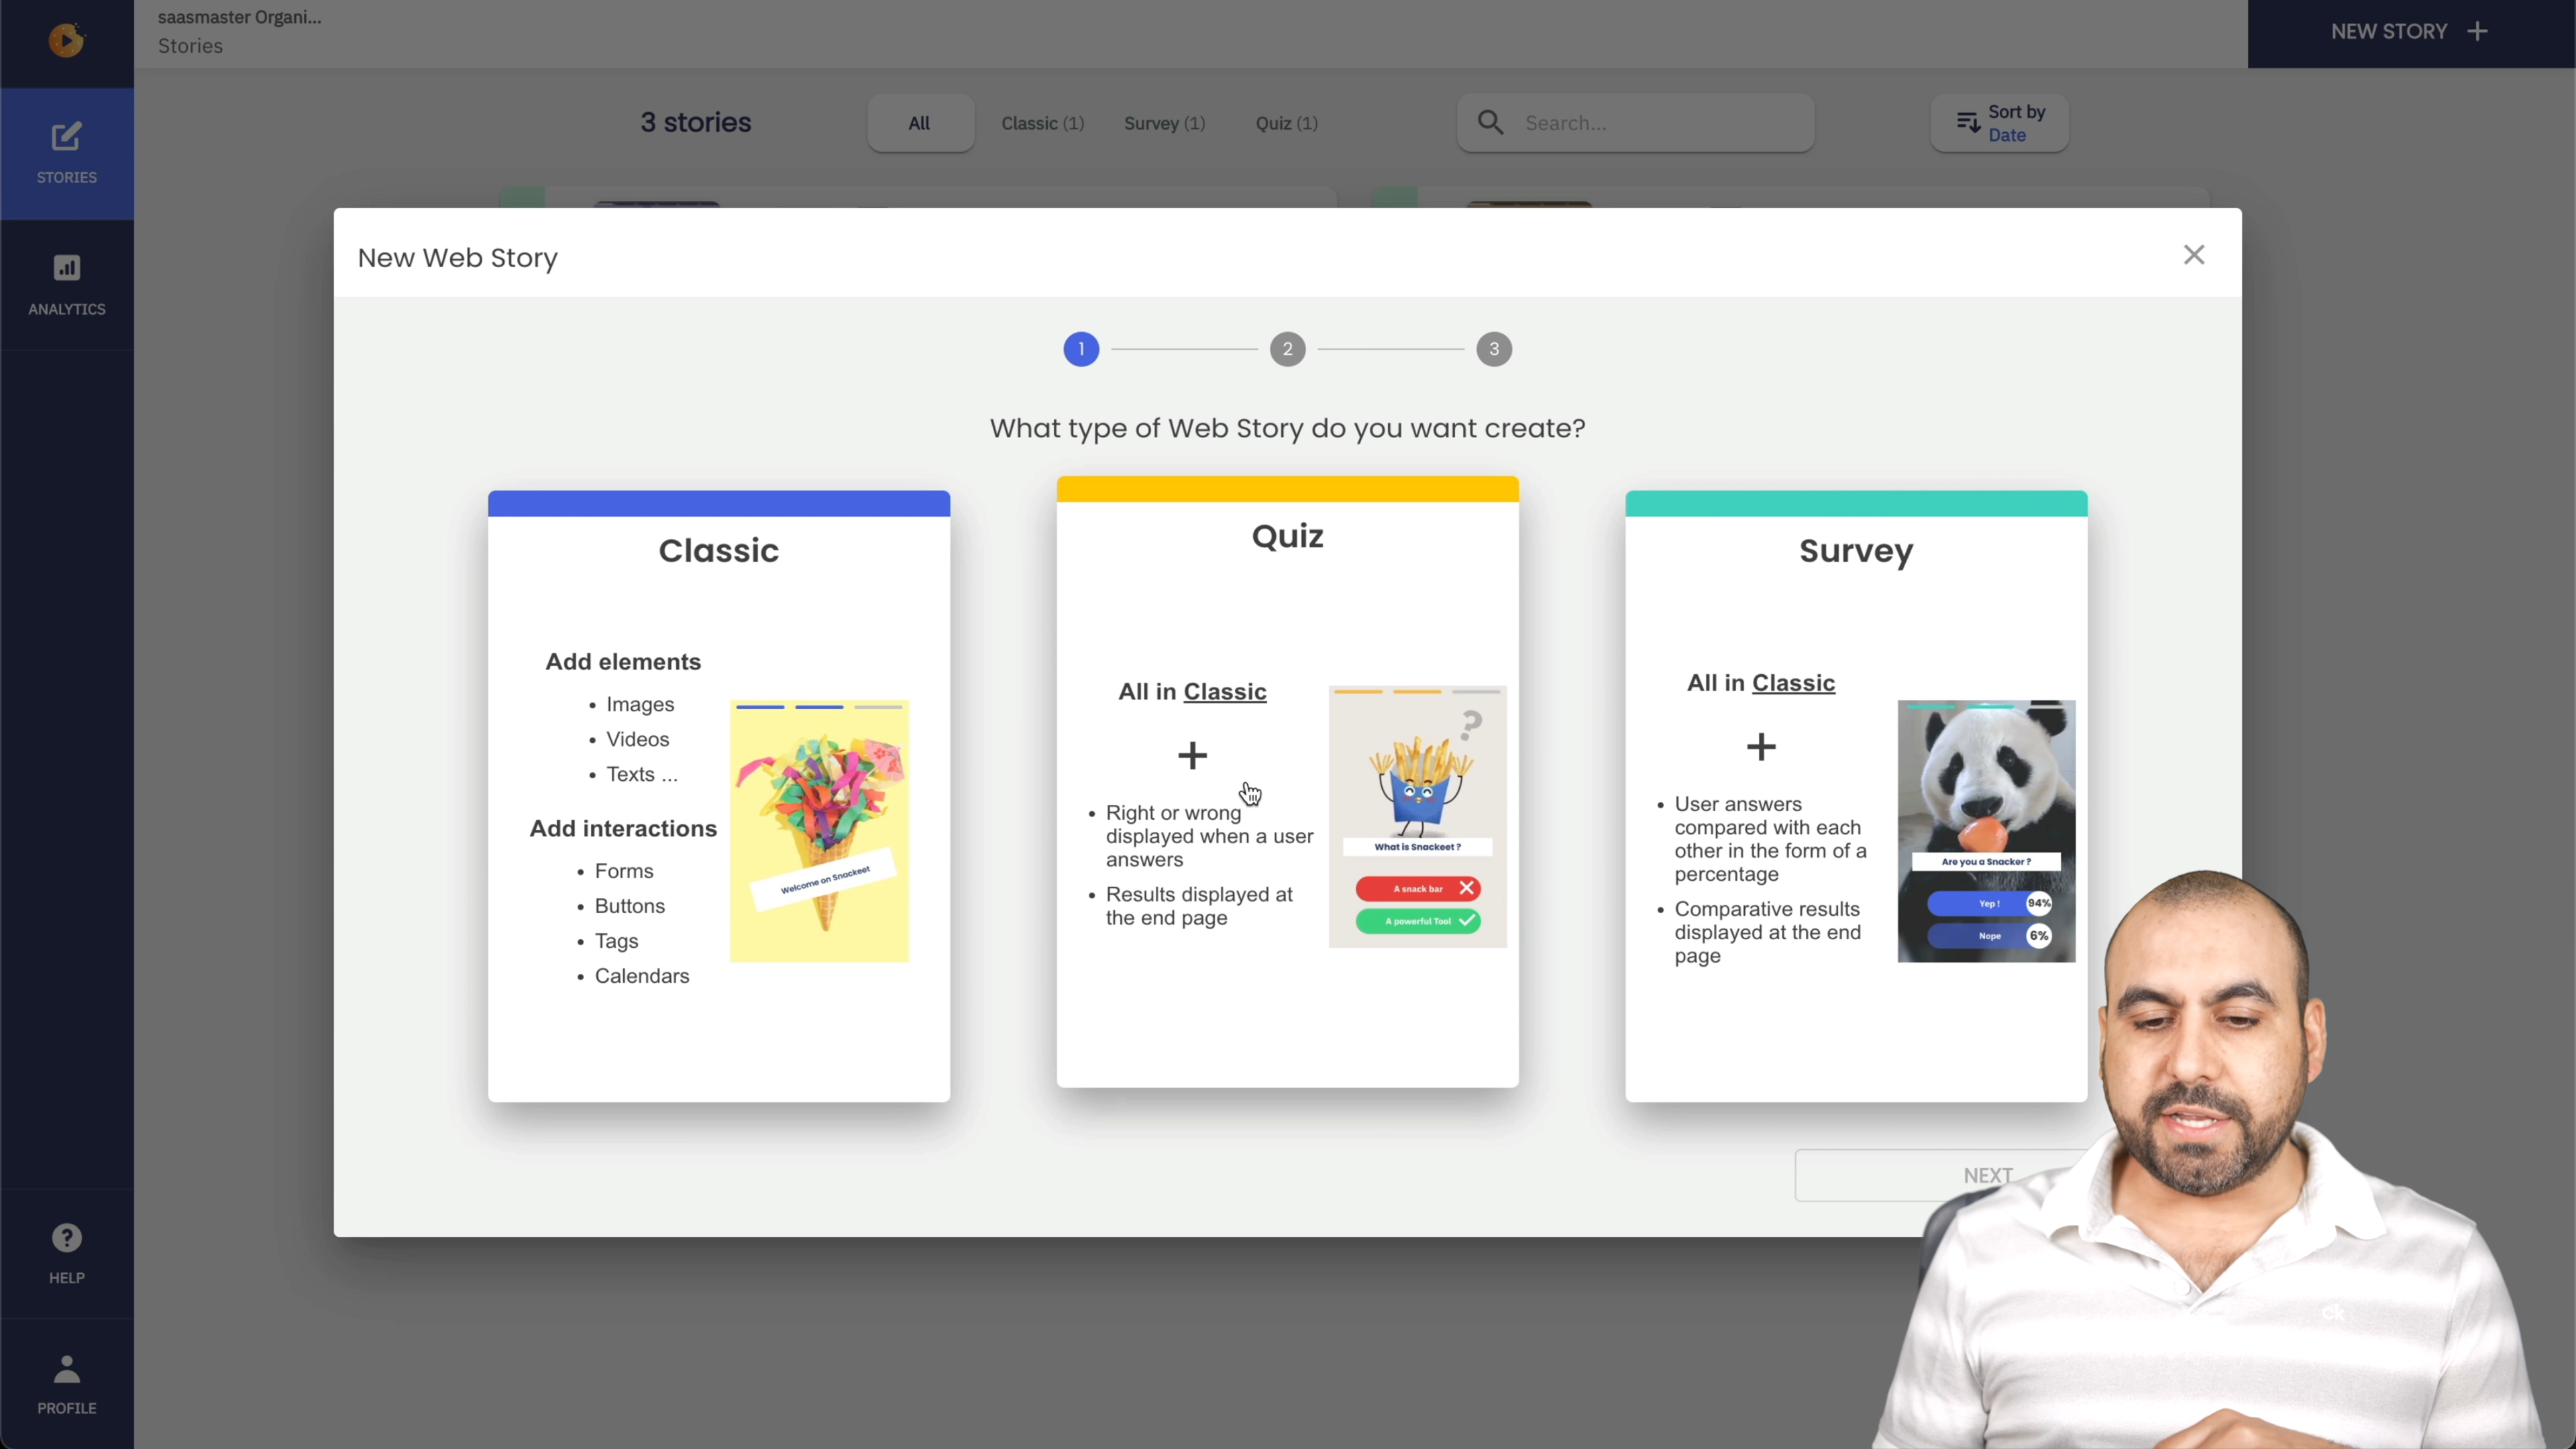 saasmaster Organi...
Stories
NEW STORY
STORIES
ANALYTICS
HELP
PROFILE
3 stories
All
Classic (1)
Survey (1)
Quiz (1)
Search...
Sort by
Date
New Web Story
1
2
3
What type of Web Story do you want create?
Classic
Add elements
• Images
• Videos
• Texts ...
Add interactions
• Forms
• Buttons
• Tags
• Calendars
Welcome on Snackeet
Quiz
All in Classic
+
• Right or wrong
displayed when a user
answers
• Results displayed at
the end page
?
What is Snackeet ?
A snack bar
A powerful Tool
Survey
All in Classic
+
• User answers
compared with each
other in the form of a
percentage
• Comparative results
displayed at the end
page
Are you a Snacker ?
Yep ! 94%
Nope 6%
NEXT
ck